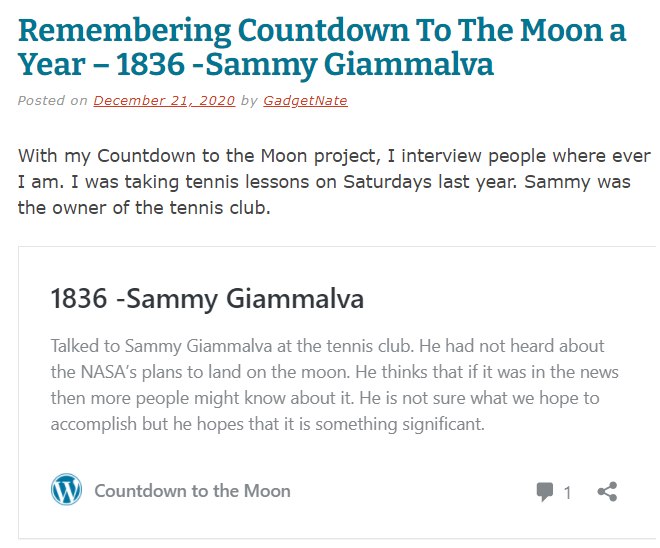 Remembering Countdown To The Moon a
Year – 1836 -Sammy Giammalva
Posted on December 21, 2020 by GadgetNate
With my Countdown to the Moon project, I interview people where ever
I am. I was taking tennis lessons on Saturdays last year. Sammy was
the owner of the tennis club.
1836 -Sammy Giammalva
Talked to Sammy Giammalva at the tennis club. He had not heard about
the NASA’s plans to land on the moon. He thinks that if it was in the news
then more people might know about it. He is not sure what we hope to
accomplish but he hopes that it is something significant.
Countdown to the Moon 1